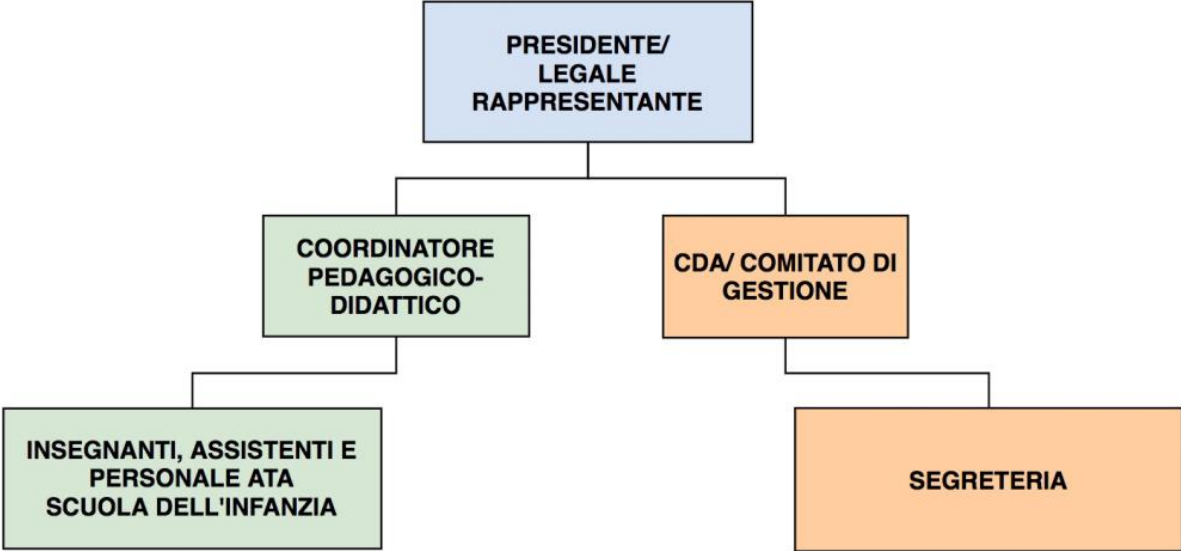 PRESIDENTE/
LEGALE
RAPPRESENTANTE
COORDINATORE
PEDAGOGICO-
DIDATTICO
CDA/ COMITATO DI
GESTIONE
INSEGNANTI, ASSISTENTI E
PERSONALE ATA
SCUOLA DELL'INFANZIA
SEGRETERIA